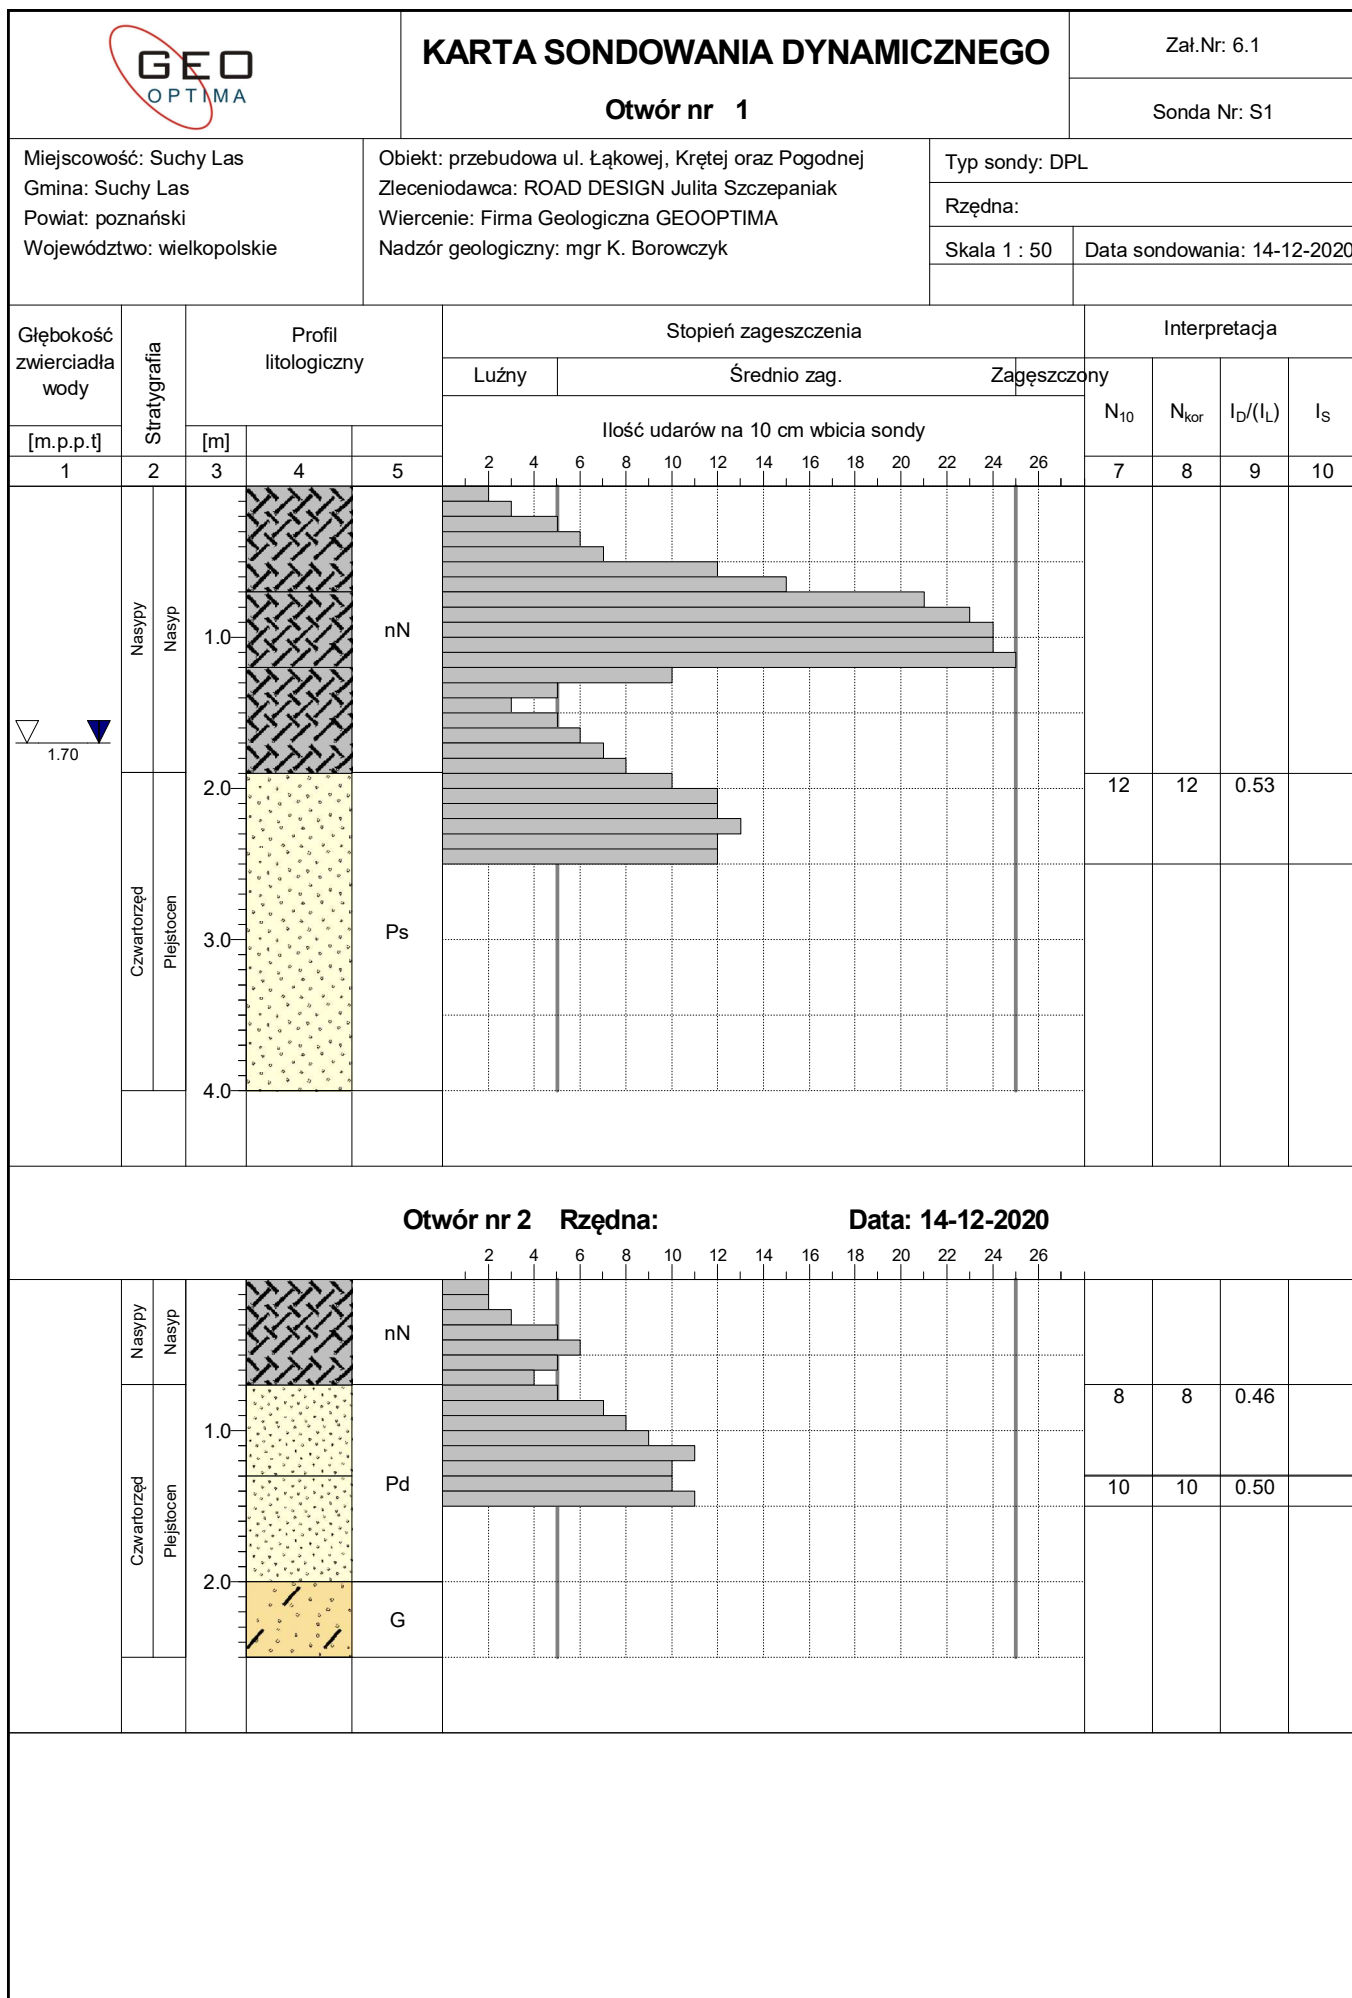 GEO
OPTIMA
KARTA SONDOWANIA DYNAMICZNEGO
Otwór nr 1
Zał.Nr: 6.1
Sonda Nr: S1
Miejscowość: Suchy Las
Gmina: Suchy Las
Powiat: poznański
Województwo: wielkopolskie
Obiekt: przebudowa ul. Łąkowej, Krętej oraz Pogodnej
Zleceniodawca: ROAD DESIGN Julita Szczepaniak
Wiercenie: Firma Geologiczna GEOOPTIMA
Nadzór geologiczny: mgr K. Borowczyk
Typ sondy: DPL
Rzędna:
Skala 1 : 50 Data sondowania: 14-12-2020
Głębokość
zwierciadła
wody
[m.p.p.t]
Stratygrafia
Profil
litologiczny
[m]
Stopień zageszczenia
Luźny Średnio zag. Zagęszczony
Ilość udarów na 10 cm wbicia sondy
2 4 6 8 10 12 14 16 18 20 22 24 26
Interpretacja
N10 Nkor ID/(IL) IS
1 2 3 4 5 7 8 9 10
Nasypy Nasyp
1.0
nN
1.70
2.0
12 12 0.53
Czwartorzęd Plejstocen
3.0
Ps
4.0
Otwór nr 2 Rzędna: Data: 14-12-2020
2 4 6 8 10 12 14 16 18 20 22 24 26
Nasypy Nasyp
nN
8 8 0.46
1.0
Czwartorzęd Plejstocen
Pd
10 10 0.50
2.0
G